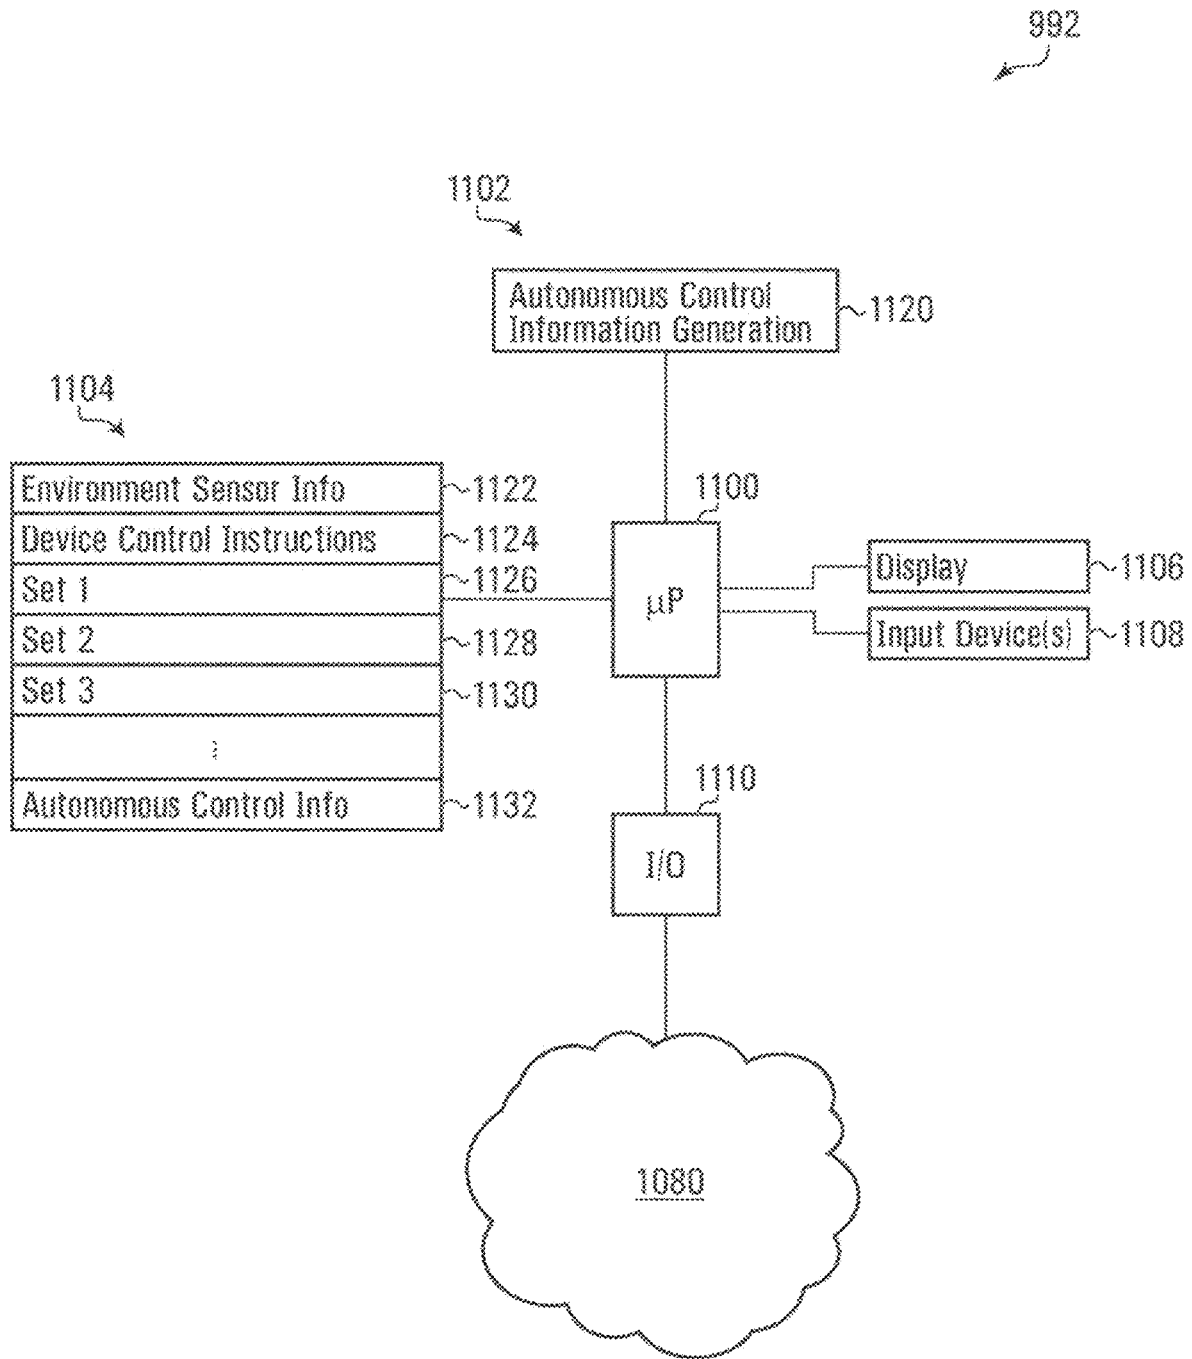 992
1102
Autonomous Control
Information Generation
1120
1104
Environment Sensor Info
1122
Device Control Instructions
1124
Set 1
1126
Set 2
1128
Set 3
1130
⋮
Autonomous Control Info
1132
1100
μP
Display
1106
Input Device(s)
1108
1110
I/O
1080